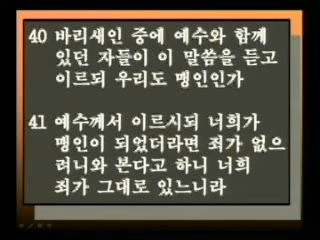 40 바리새인 중에 예수와 함께
있던 자들이 이 말씀을 듣고
이르되 우리도 맹인인가
41 예수께서 이르시되 너희가
맹인이 되었더라면 죄가 없으
려니와 본다고 하니 너희
죄가 그대로 있느니라